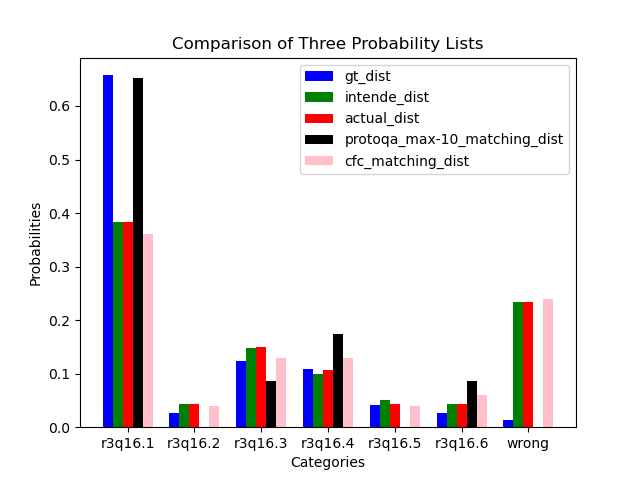 Comparison of Three Probability Lists
gt_dist
intende_dist
actual_dist
protoqa_max-10_matching_dist
cfc_matching_dist
Probabilities
0.6
0.5
0.4
0.3
0.2
0.1
0.0
r3q16.1 r3q16.2 r3q16.3 r3q16.4 r3q16.5 r3q16.6 wrong
Categories